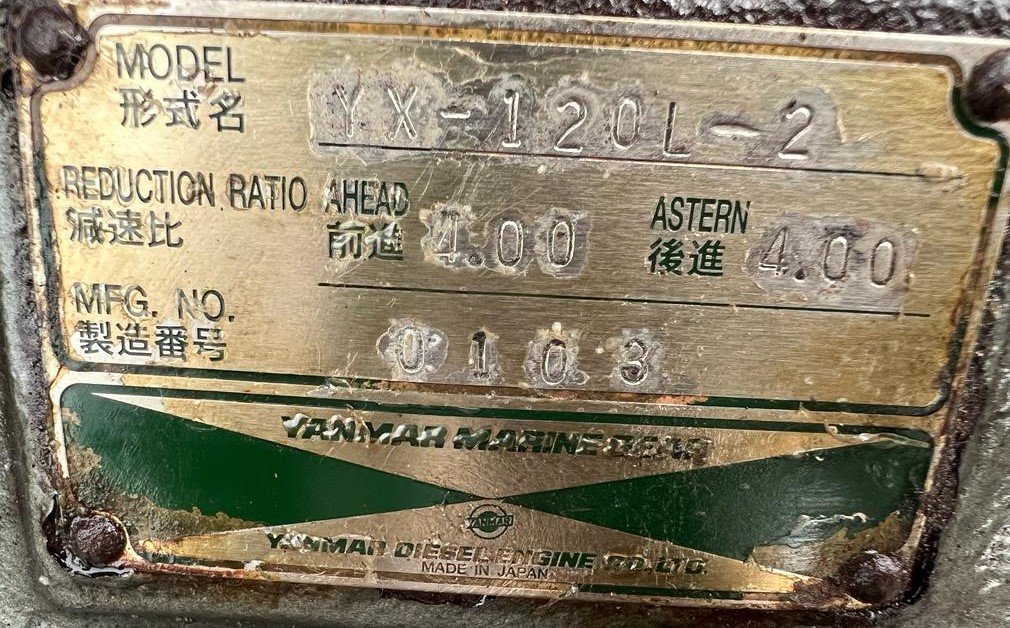 MODEL
形式名 YX-120L-2
REDUCTION RATIO AHEAD ASTERN
減速比 前進 4.00 後進 4.00
MFG. NO.
製造番号 0103
YANMAR MARINE GEAR
YANMAR
YANMAR DIESEL ENGINE CO.,LTD.
MADE IN JAPAN